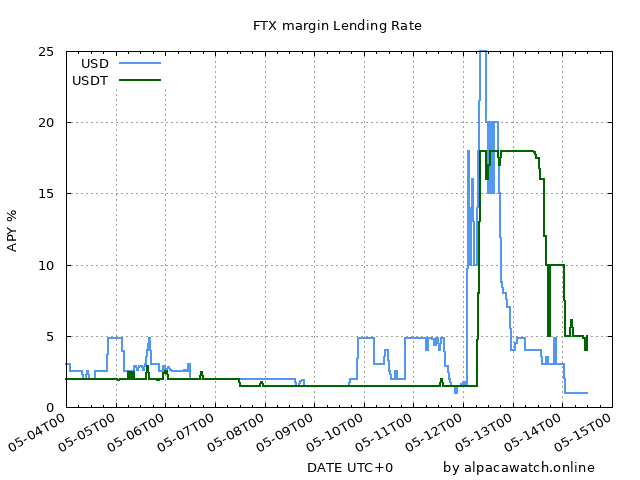 FTX margin Lending Rate
USD
USDT
25
20
15
10
5
0
APY %
05-04T00
05-05T00
05-06T00
05-07T00
05-08T00
05-09T00
05-10T00
05-11T00
05-12T00
05-13T00
05-14T00
05-15T00
DATE UTC+0
by alpacawatch.online